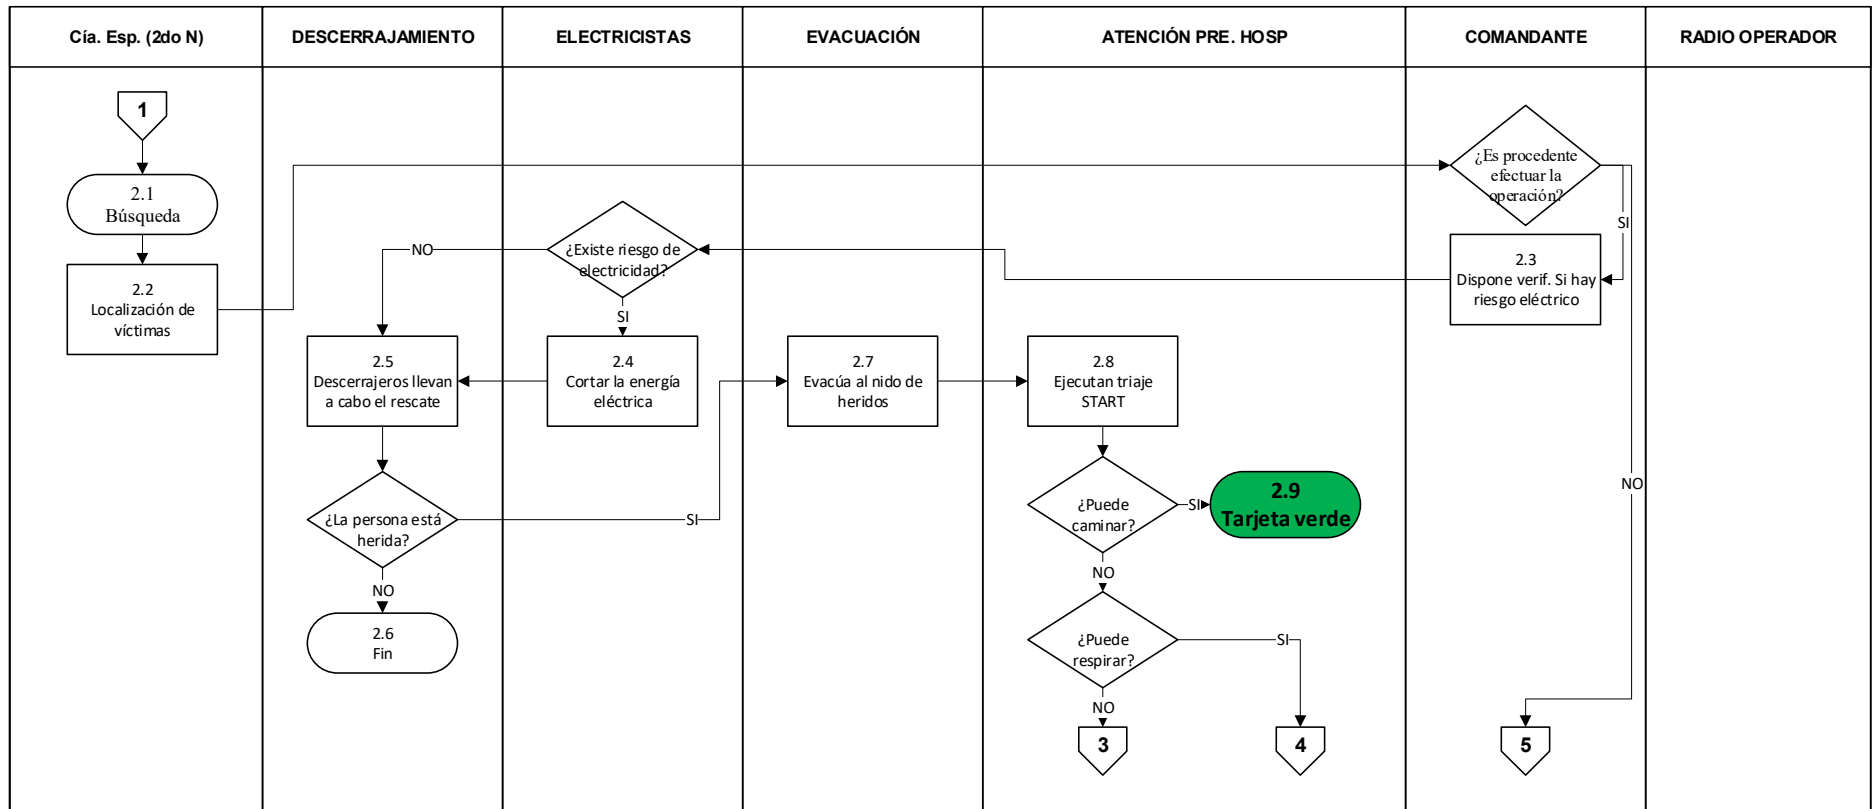 Cía. Esp. (2do N)
DESCERRAJAMIENTO
ELECTRICISTAS
EVACUACIÓN
ATENCIÓN PRE. HOSP
COMANDANTE
RADIO OPERADOR
1
2.1
Búsqueda
2.2
Localización de
víctimas
¿Es procedente
efectuar la
operación?
SI
NO
2.3
Dispone verif. Si hay
riesgo eléctrico
¿Existe riesgo de
electricidad?
NO
SI
2.4
Cortar la energía
eléctrica
2.5
Descerrajeros llevan
a cabo el rescate
¿La persona está
herida?
SI
NO
2.6
Fin
2.7
Evacúa al nido de
heridos
2.8
Ejecutan triaje
START
¿Puede
caminar?
SI
2.9
Tarjeta verde
NO
¿Puede
respirar?
SI
NO
3
4
5